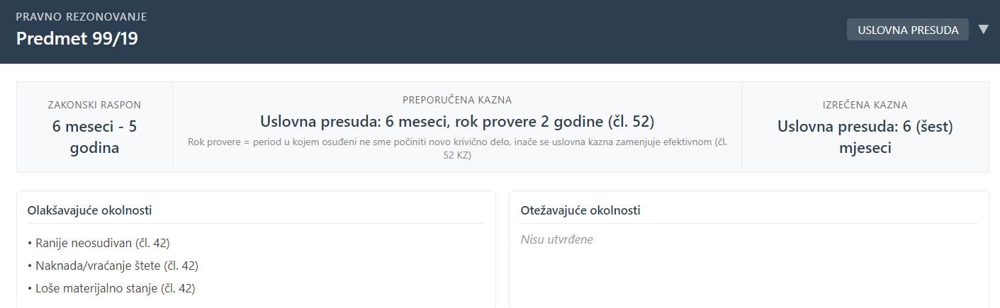 PRAVNO REZONOVANJE
Predmet 99/19
USLOVNA PRESUDA
ZAKONSKI RASPON
6 meseci - 5
godina
PREPORUČENA KAZNA
Uslovna presuda: 6 meseci, rok provere 2 godine (čl. 52)
Rok provere = period u kojem osuđeni ne sme počiniti novo krivično delo, inače se uslovna kazna zamenjuje efektivnom (čl.
52 KZ)
IZREČENA KAZNA
Uslovna presuda: 6 (šest)
mjeseci
Olakšavajuće okolnosti
• Ranije neosudivan (čl. 42)
• Naknada/vraćanje štete (čl. 42)
• Loše materijalno stanje (čl. 42)
Otežavajuće okolnosti
Nisu utvrđene